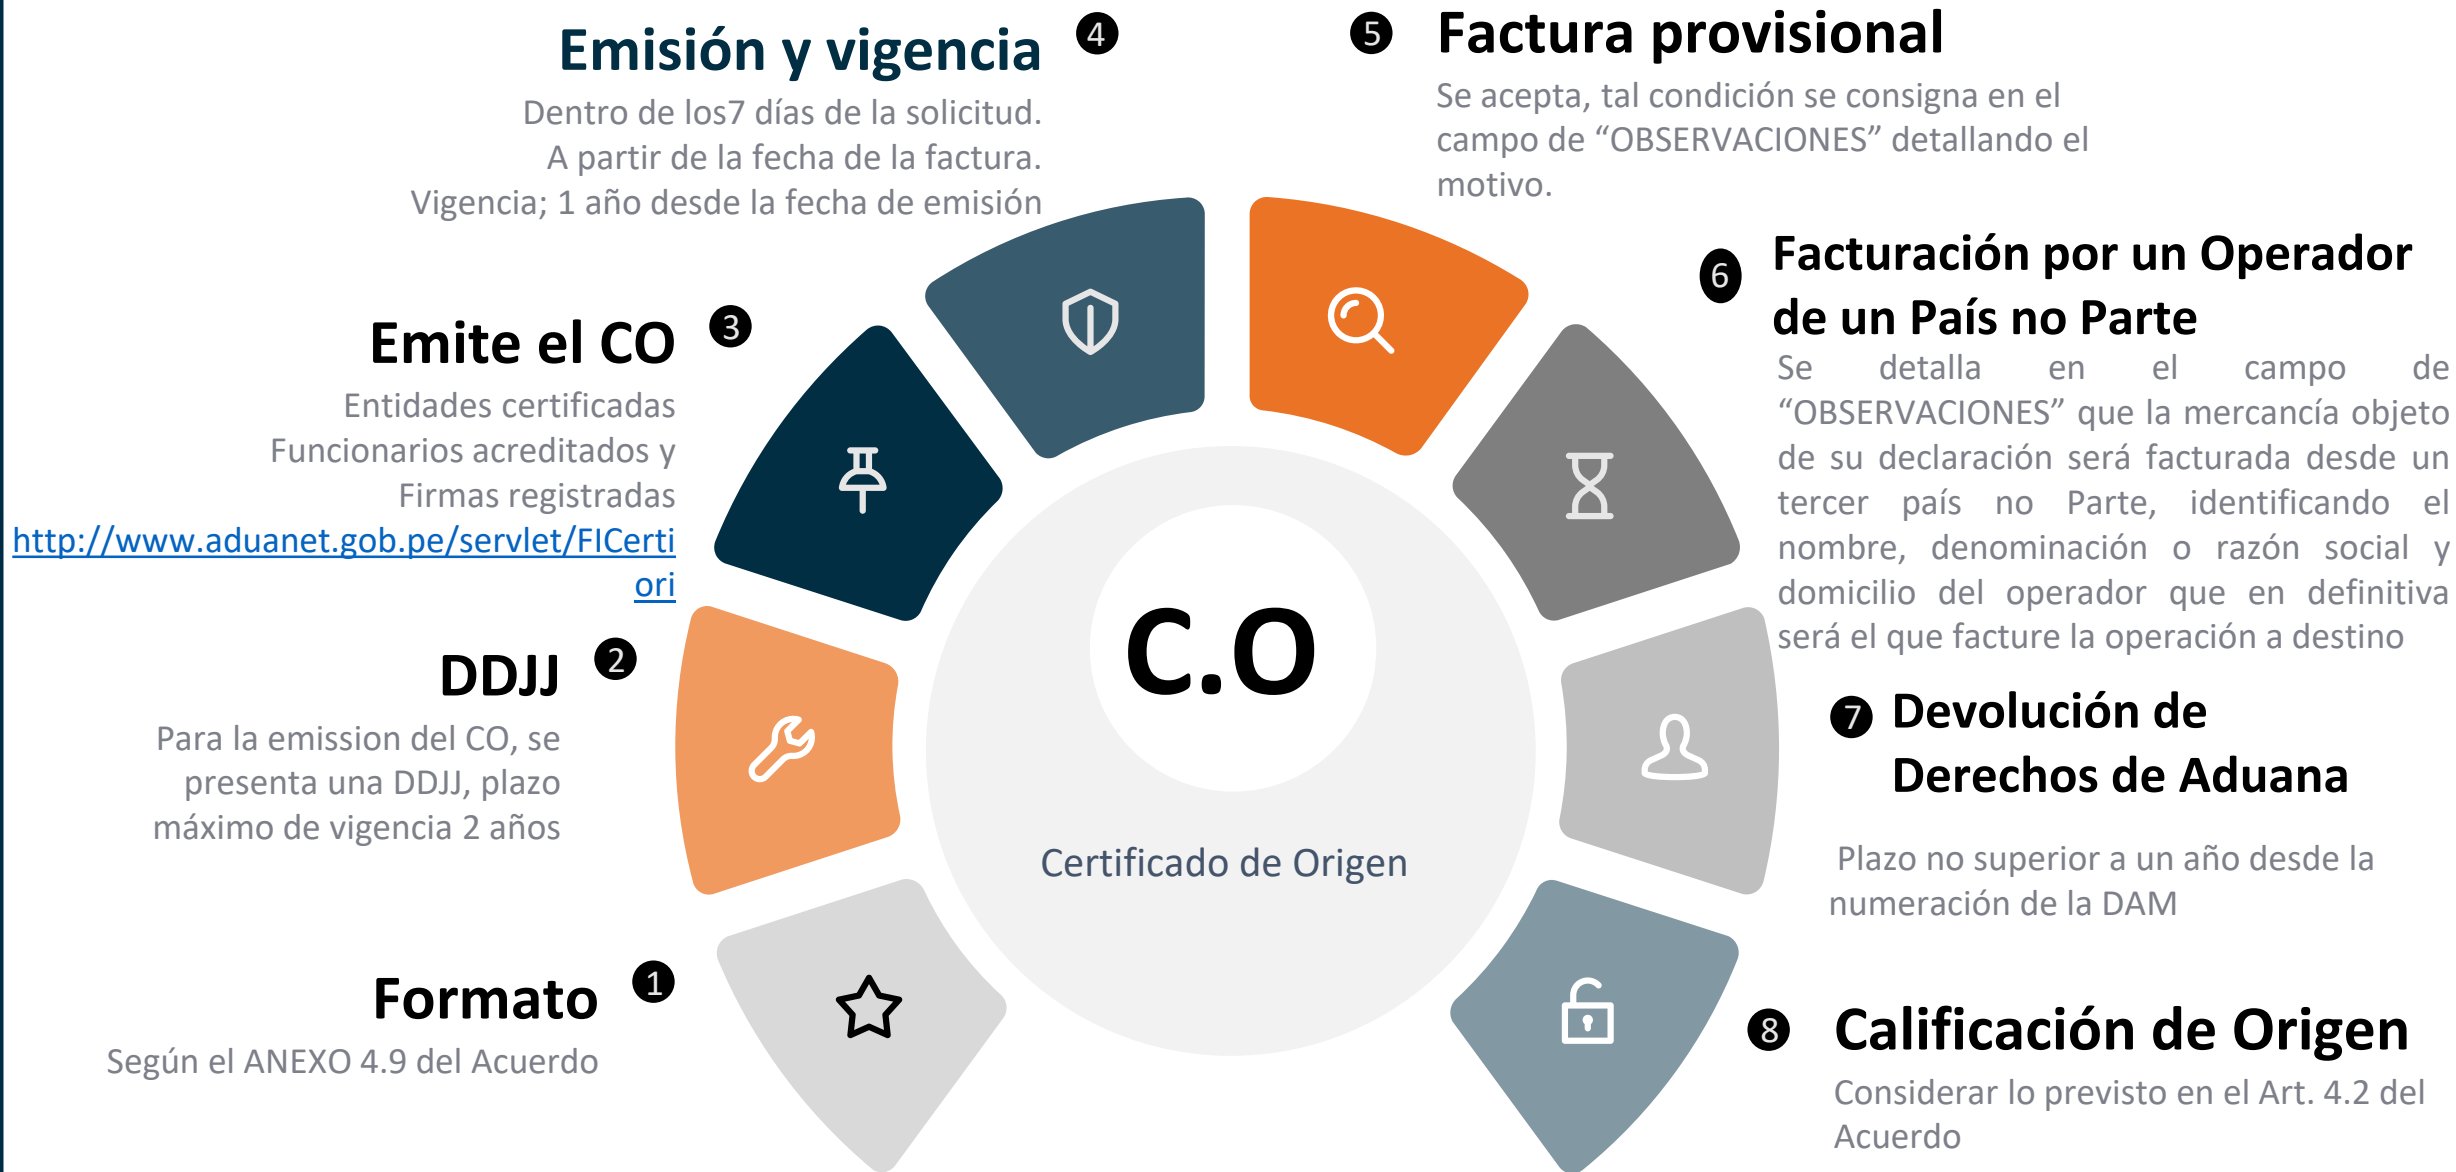 Emisión y vigencia
4
Dentro de los7 días de la solicitud.
A partir de la fecha de la factura.
Vigencia; 1 año desde la fecha de emisión
5
Factura provisional
Se acepta, tal condición se consigna en el
campo de “OBSERVACIONES” detallando el
motivo.
6
Facturación por un Operador
de un País no Parte
Se detalla en el campo de
“OBSERVACIONES” que la mercancía objeto
de su declaración será facturada desde un
tercer país no Parte, identificando el
nombre, denominación o razón social y
domicilio del operador que en definitiva
será el que facture la operación a destino
Emite el CO
3
Entidades certificadas
Funcionarios acreditados y
Firmas registradas
http://www.aduanet.gob.pe/servlet/FICerti
ori
DDJJ
2
Para la emission del CO, se
presenta una DDJJ, plazo
máximo de vigencia 2 años
C.O
Certificado de Origen
7
Devolución de
Derechos de Aduana
Plazo no superior a un año desde la
numeración de la DAM
Formato
1
Según el ANEXO 4.9 del Acuerdo
8
Calificación de Origen
Considerar lo previsto en el Art. 4.2 del
Acuerdo